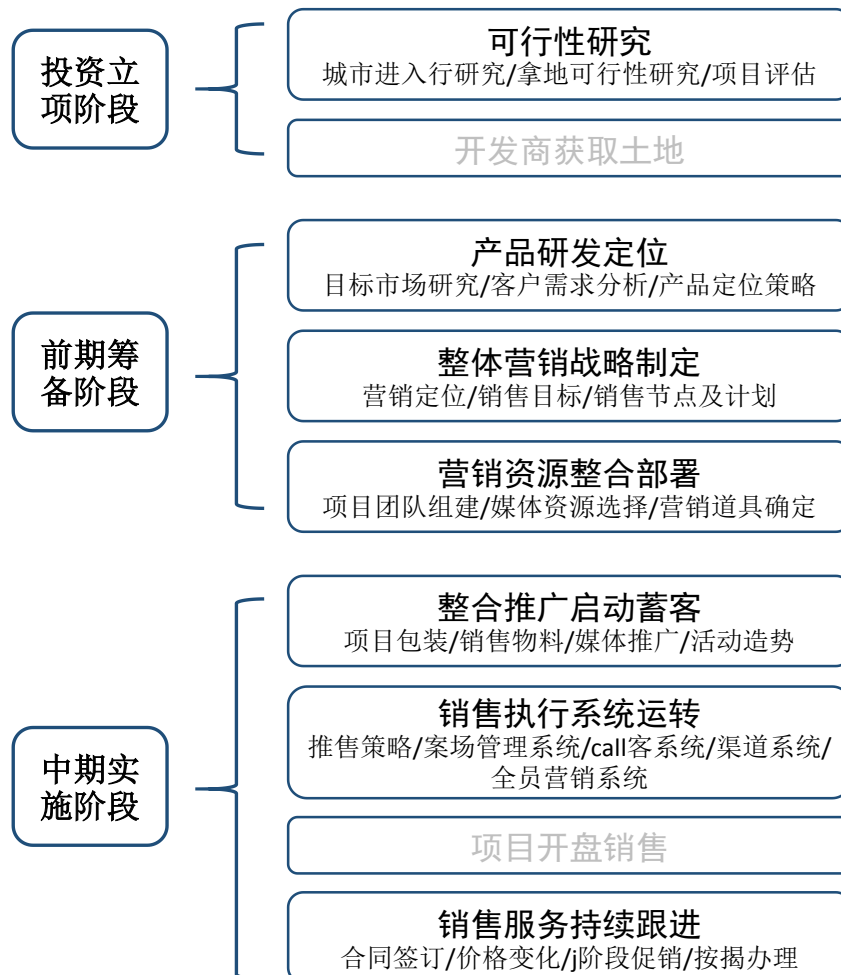 投资立
项阶段
可行性研究
城市进入行研究/拿地可行性研究/项目评估
开发商获取土地
前期筹
备阶段
产品研发定位
目标市场研究/客户需求分析/产品定位策略
整体营销战略制定
营销定位/销售目标/销售节点及计划
营销资源整合部署
项目团队组建/媒体资源选择/营销道具确定
中期实
施阶段
整合推广启动蓄客
项目包装/销售物料/媒体推广/活动造势
销售执行系统运转
推售策略/案场管理系统/call客系统/渠道系统/
全员营销系统
项目开盘销售
销售服务持续跟进
合同签订/价格变化/j阶段促销/按揭办理